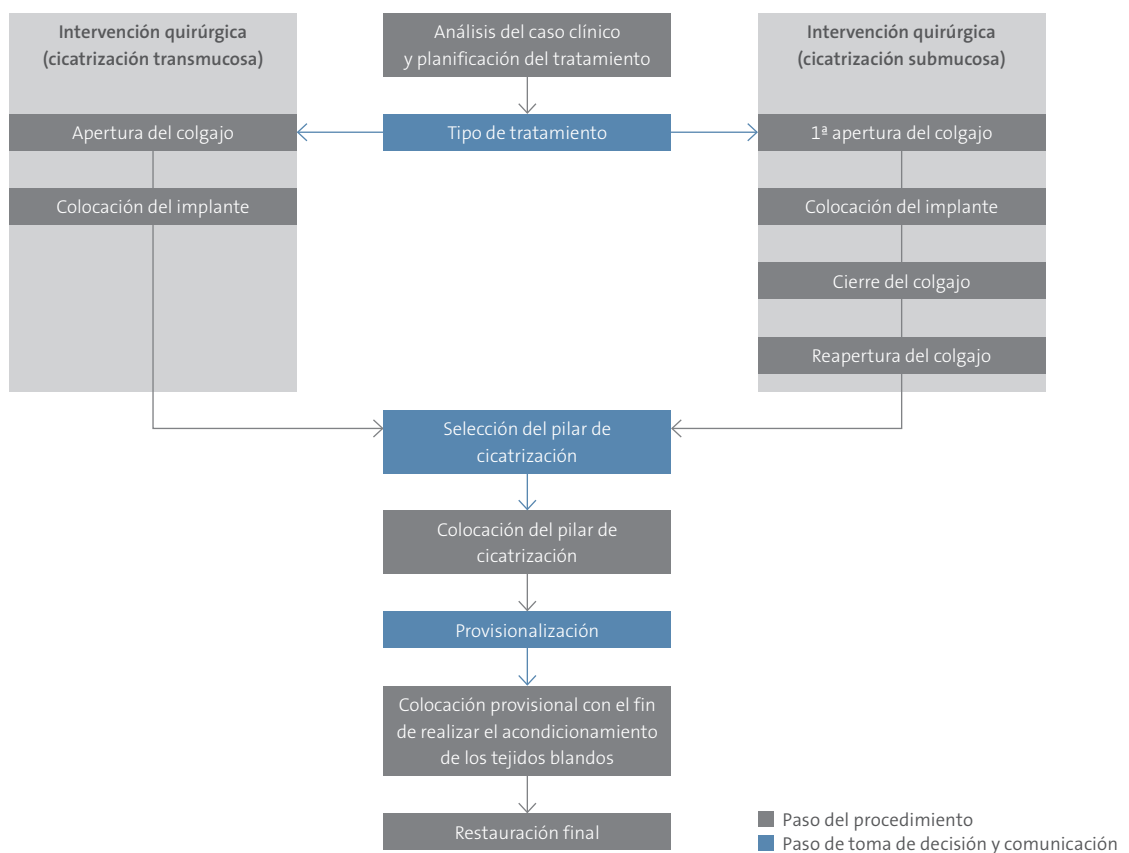 Intervención quirúrgica
(cicatrización transmucosa)
Apertura del colgajo
Colocación del implante
Análisis del caso clínico
y planificación del tratamiento
Tipo de tratamiento
Intervención quirúrgica
(cicatrización submucosa)
1ª apertura del colgajo
Colocación del implante
Cierre del colgajo
Reapertura del colgajo
Selección del pilar de
cicatrización
Colocación del pilar de
cicatrización
Provisionalización
Colocación provisional con el fin
de realizar el acondicionamiento
de los tejidos blandos
Restauración final
Paso del procedimiento
Paso de toma de decisión y comunicación